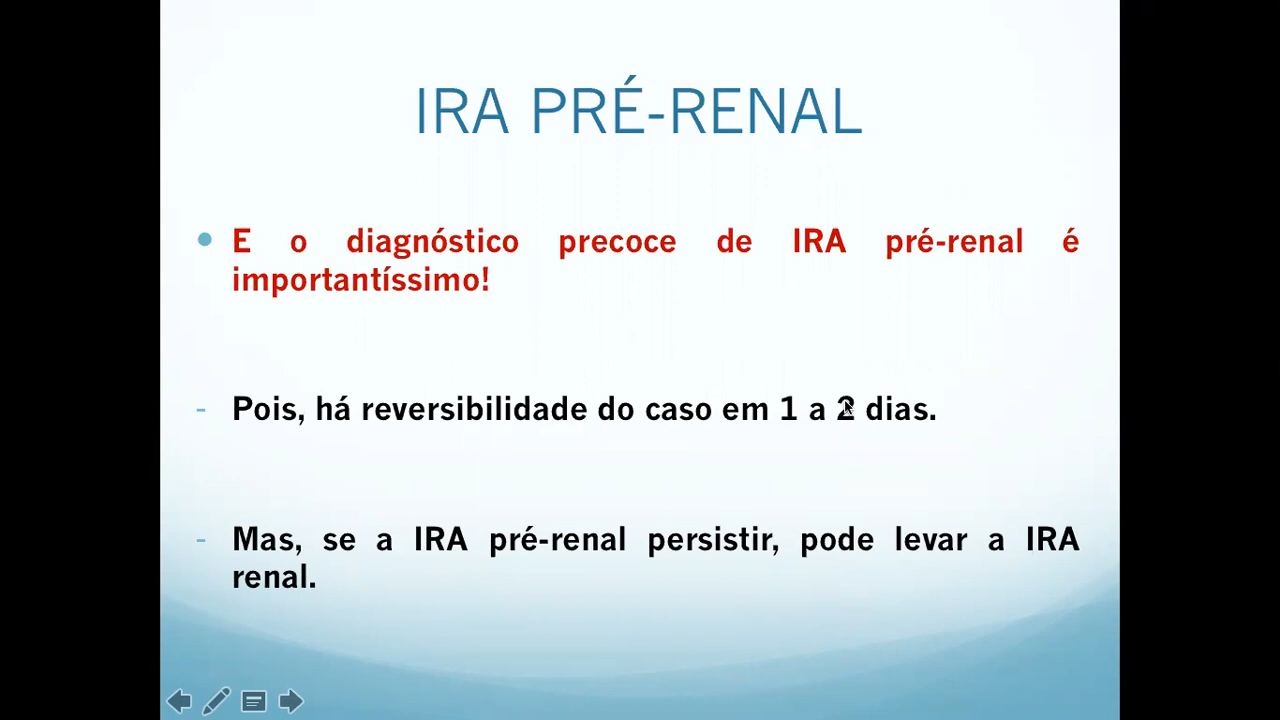 IRA PRÉ-RENAL
• E o diagnóstico precoce de IRA pré-renal é
importantíssimo!
- Pois, há reversibilidade do caso em 1 a 2 dias.
- Mas, se a IRA pré-renal persistir, pode levar a IRA
renal.